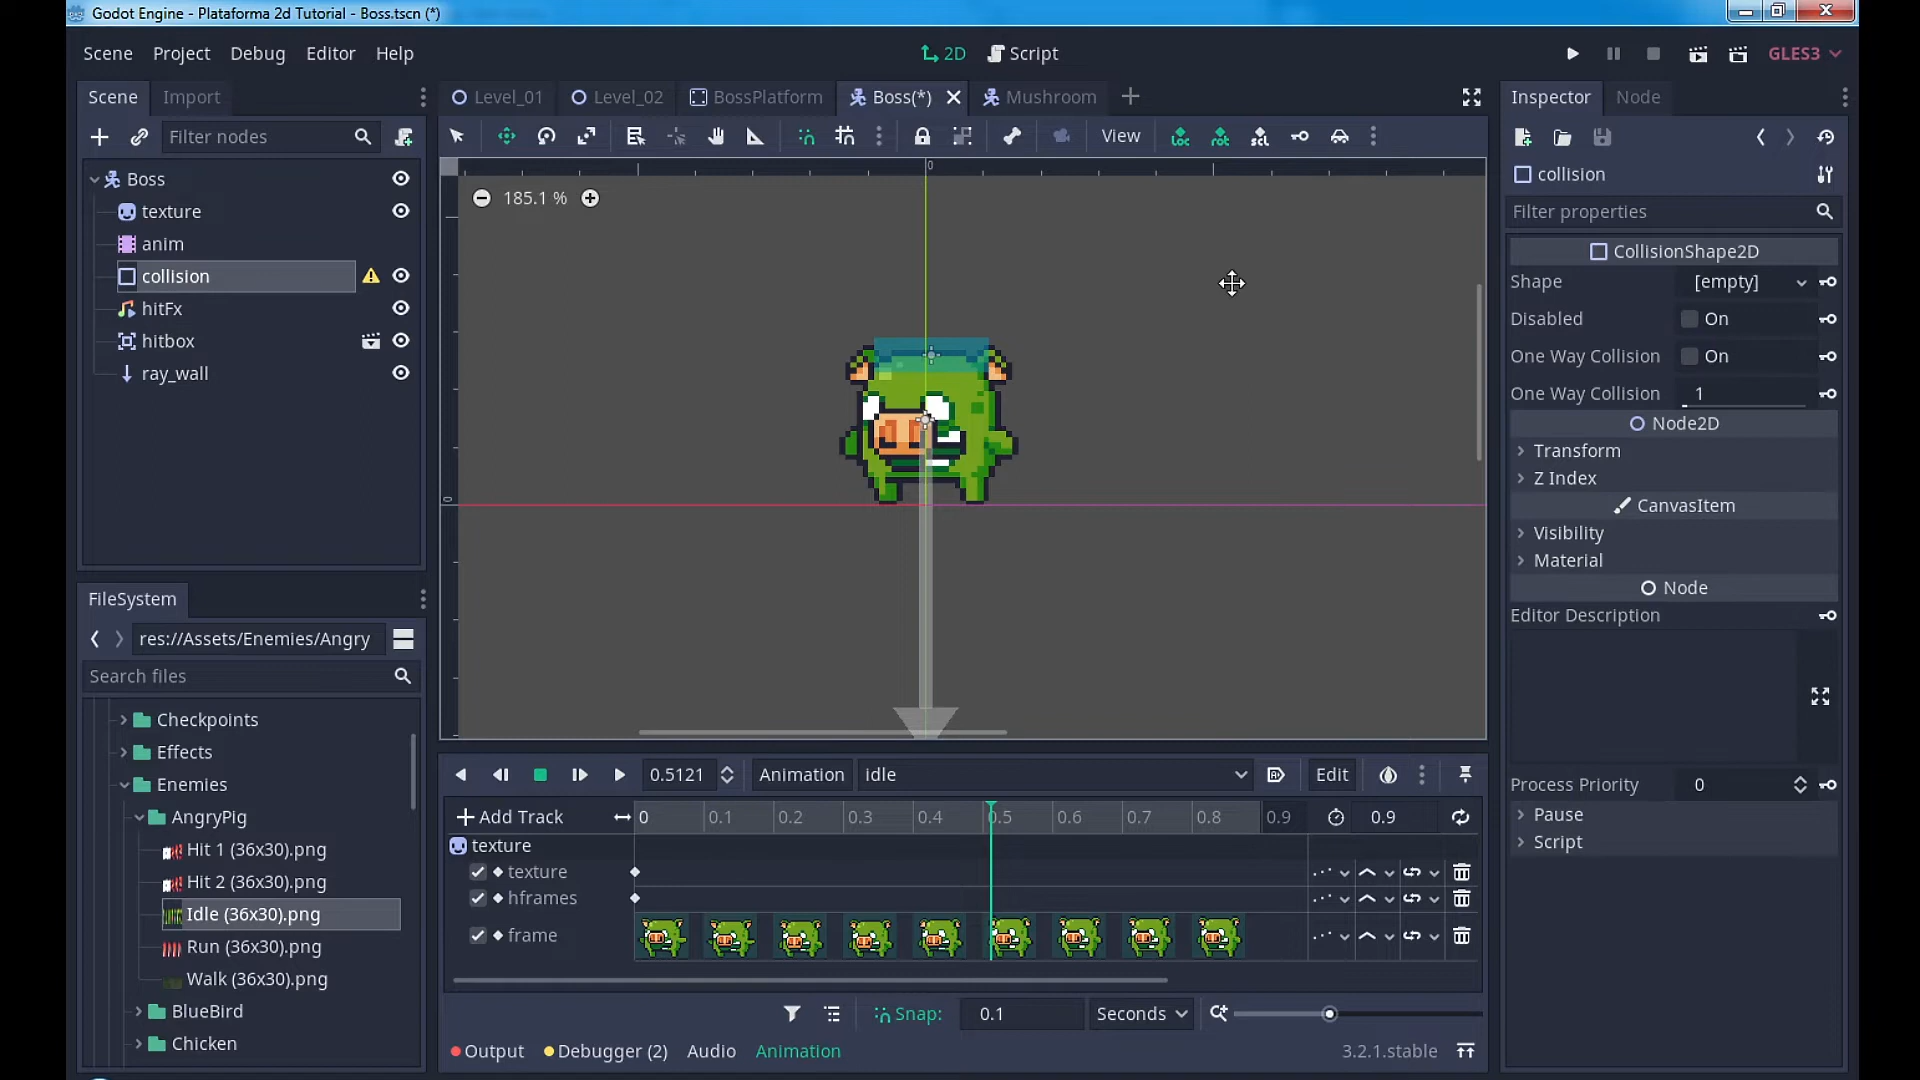 Godot Engine - Plataforma 2d Tutorial - Boss.tscn (*)
Scene Project Debug Editor Help
2D Script
GLES3
Scene Import
Level_01 Level_02 BossPlatform Boss(*) Mushroom
Inspector Node
Filter nodes
View
collision
Boss
texture
anim
collision
hitFx
hitbox
ray_wall
0
0
185.1 %
Filter properties
CollisionShape2D
Shape [empty]
Disabled On
One Way Collision On
One Way Collision 1
Node2D
Transform
Z Index
CanvasItem
Visibility
Material
Node
Editor Description
Process Priority 0
Pause
Script
FileSystem
res://Assets/Enemies/Angry
Search files
Checkpoints
Effects
Enemies
AngryPig
Hit 1 (36x30).png
Hit 2 (36x30).png
Idle (36x30).png
Run (36x30).png
Walk (36x30).png
BlueBird
Chicken
0.5121 Animation idle Edit
Add Track 0 0.1 0.2 0.3 0.4 0.5 0.6 0.7 0.8 0.9 0.9
texture
texture
hframes
frame
Snap: 0.1 Seconds
Output Debugger (2) Audio Animation 3.2.1.stable